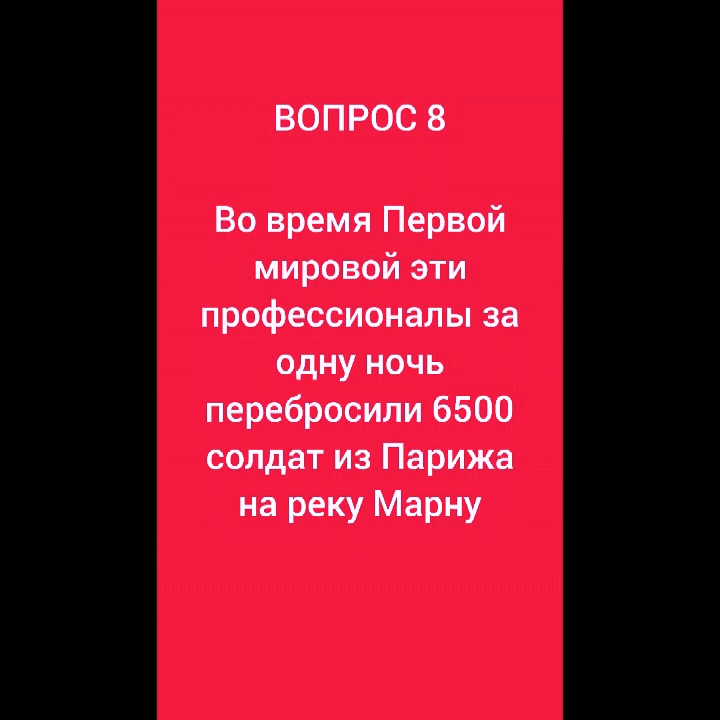 ВОПРОС 8
Во время Первой
мировой эти
профессионалы за
одну ночь
перебросили 6500
солдат из Парижа
на реку Марну